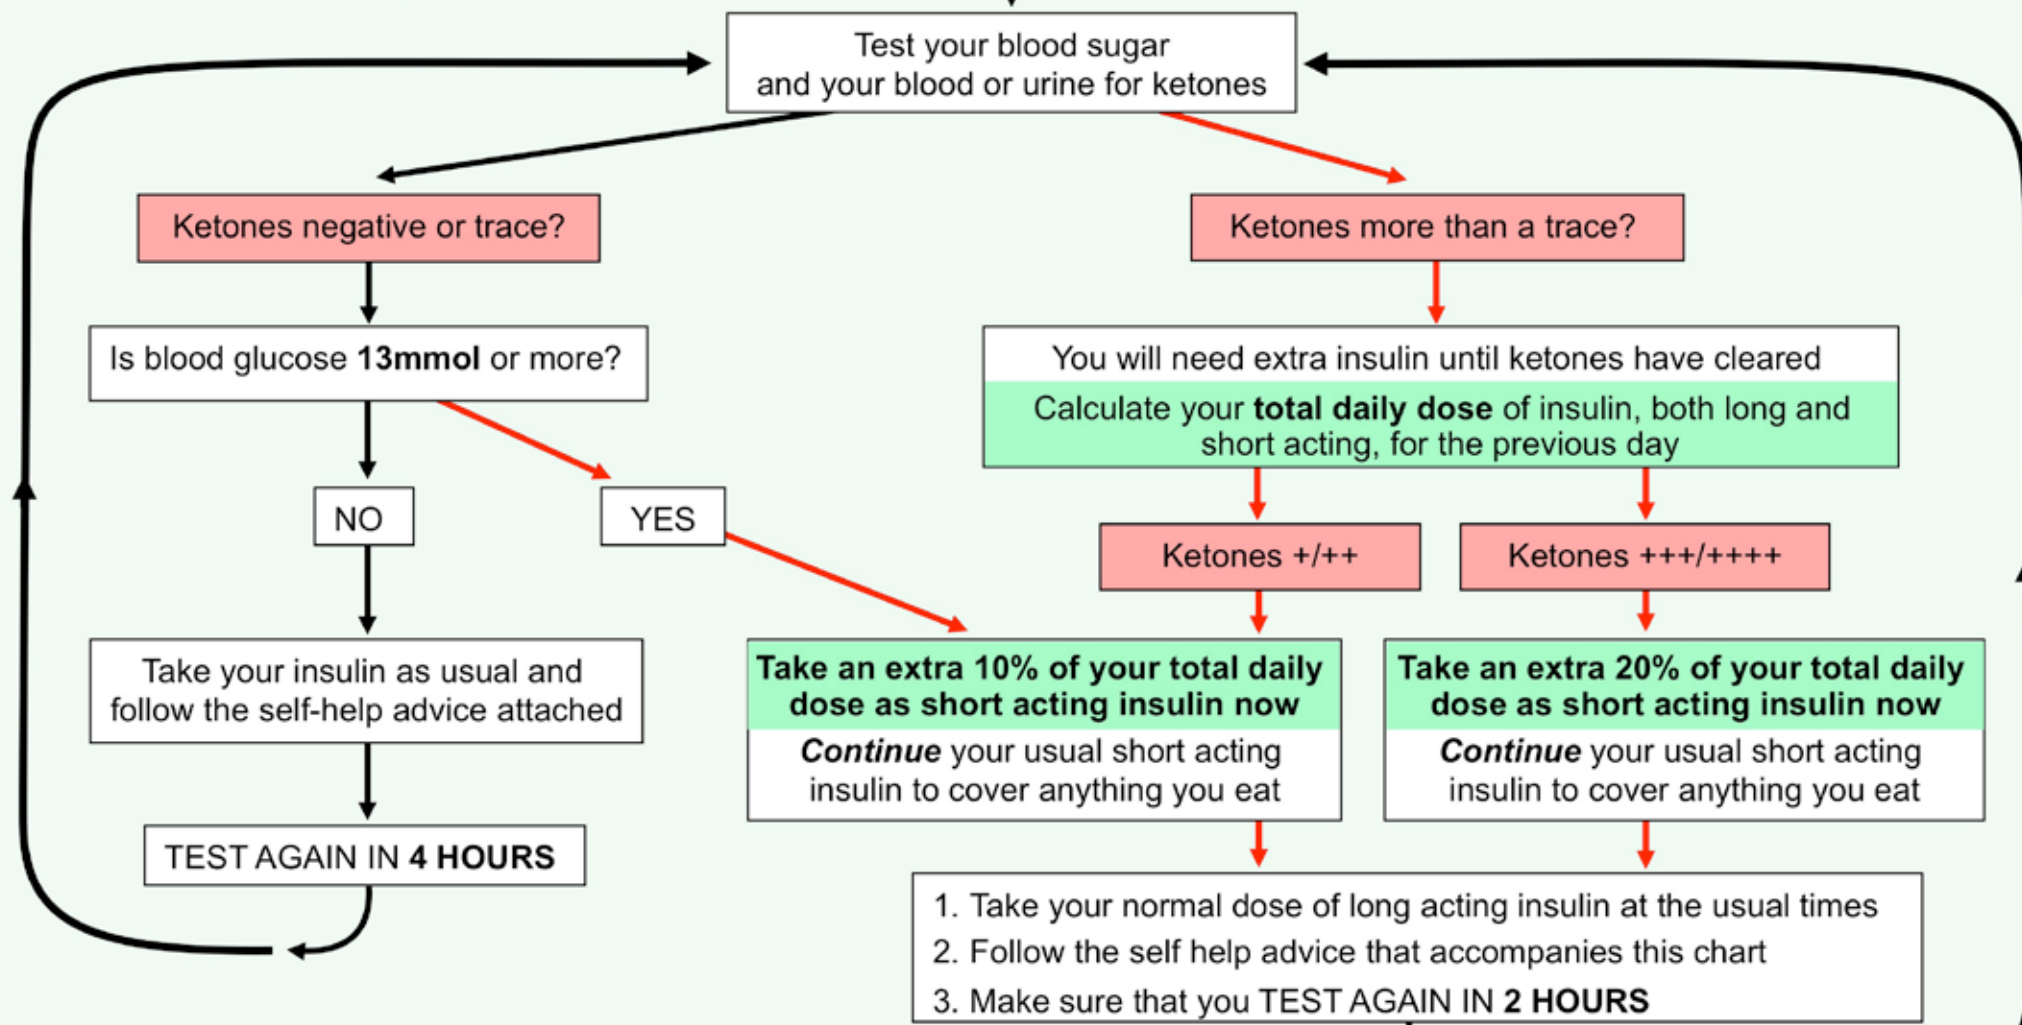 Test your blood sugar
and your blood or urine for ketones
Ketones negative or trace?
Ketones more than a trace?
Is blood glucose 13mmol or more?
You will need extra insulin until ketones have cleared
Calculate your total daily dose of insulin, both long and
short acting, for the previous day
NO
YES
Ketones +/++
Ketones +++/++++
Take your insulin as usual and
follow the self-help advice attached
Take an extra 10% of your total daily
dose as short acting insulin now
Continue your usual short acting
insulin to cover anything you eat
Take an extra 20% of your total daily
dose as short acting insulin now
Continue your usual short acting
insulin to cover anything you eat
TEST AGAIN IN 4 HOURS
1. Take your normal dose of long acting insulin at the usual times
2. Follow the self help advice that accompanies this chart
3. Make sure that you TEST AGAIN IN 2 HOURS